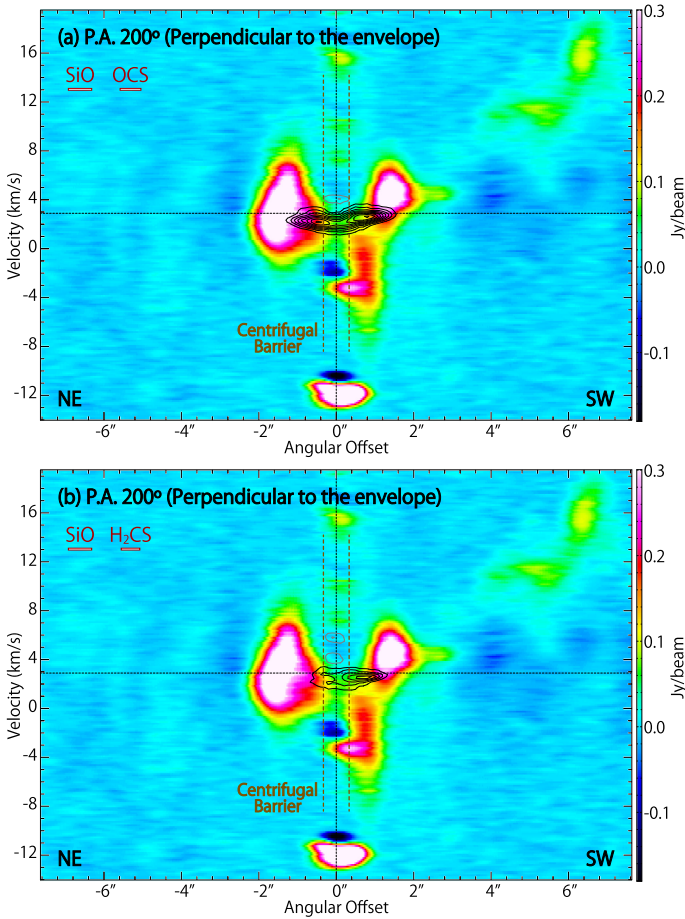 (a) P.A. 200º (Perpendicular to the envelope)
SiO OCS
16
12
8
4
0
-4
-8
-12
Velocity (km/s)
Centrifugal
Barrier
NE
SW
-6″ -4″ -2″ 0″ 2″ 4″ 6″
Angular Offset
0.3
0.2
0.1
0.0
-0.1
Jy/beam
(b) P.A. 200º (Perpendicular to the envelope)
SiO H₂CS
16
12
8
4
0
-4
-8
-12
Velocity (km/s)
Centrifugal
Barrier
NE
SW
-6″ -4″ -2″ 0″ 2″ 4″ 6″
Angular Offset
0.3
0.2
0.1
0.0
-0.1
Jy/beam